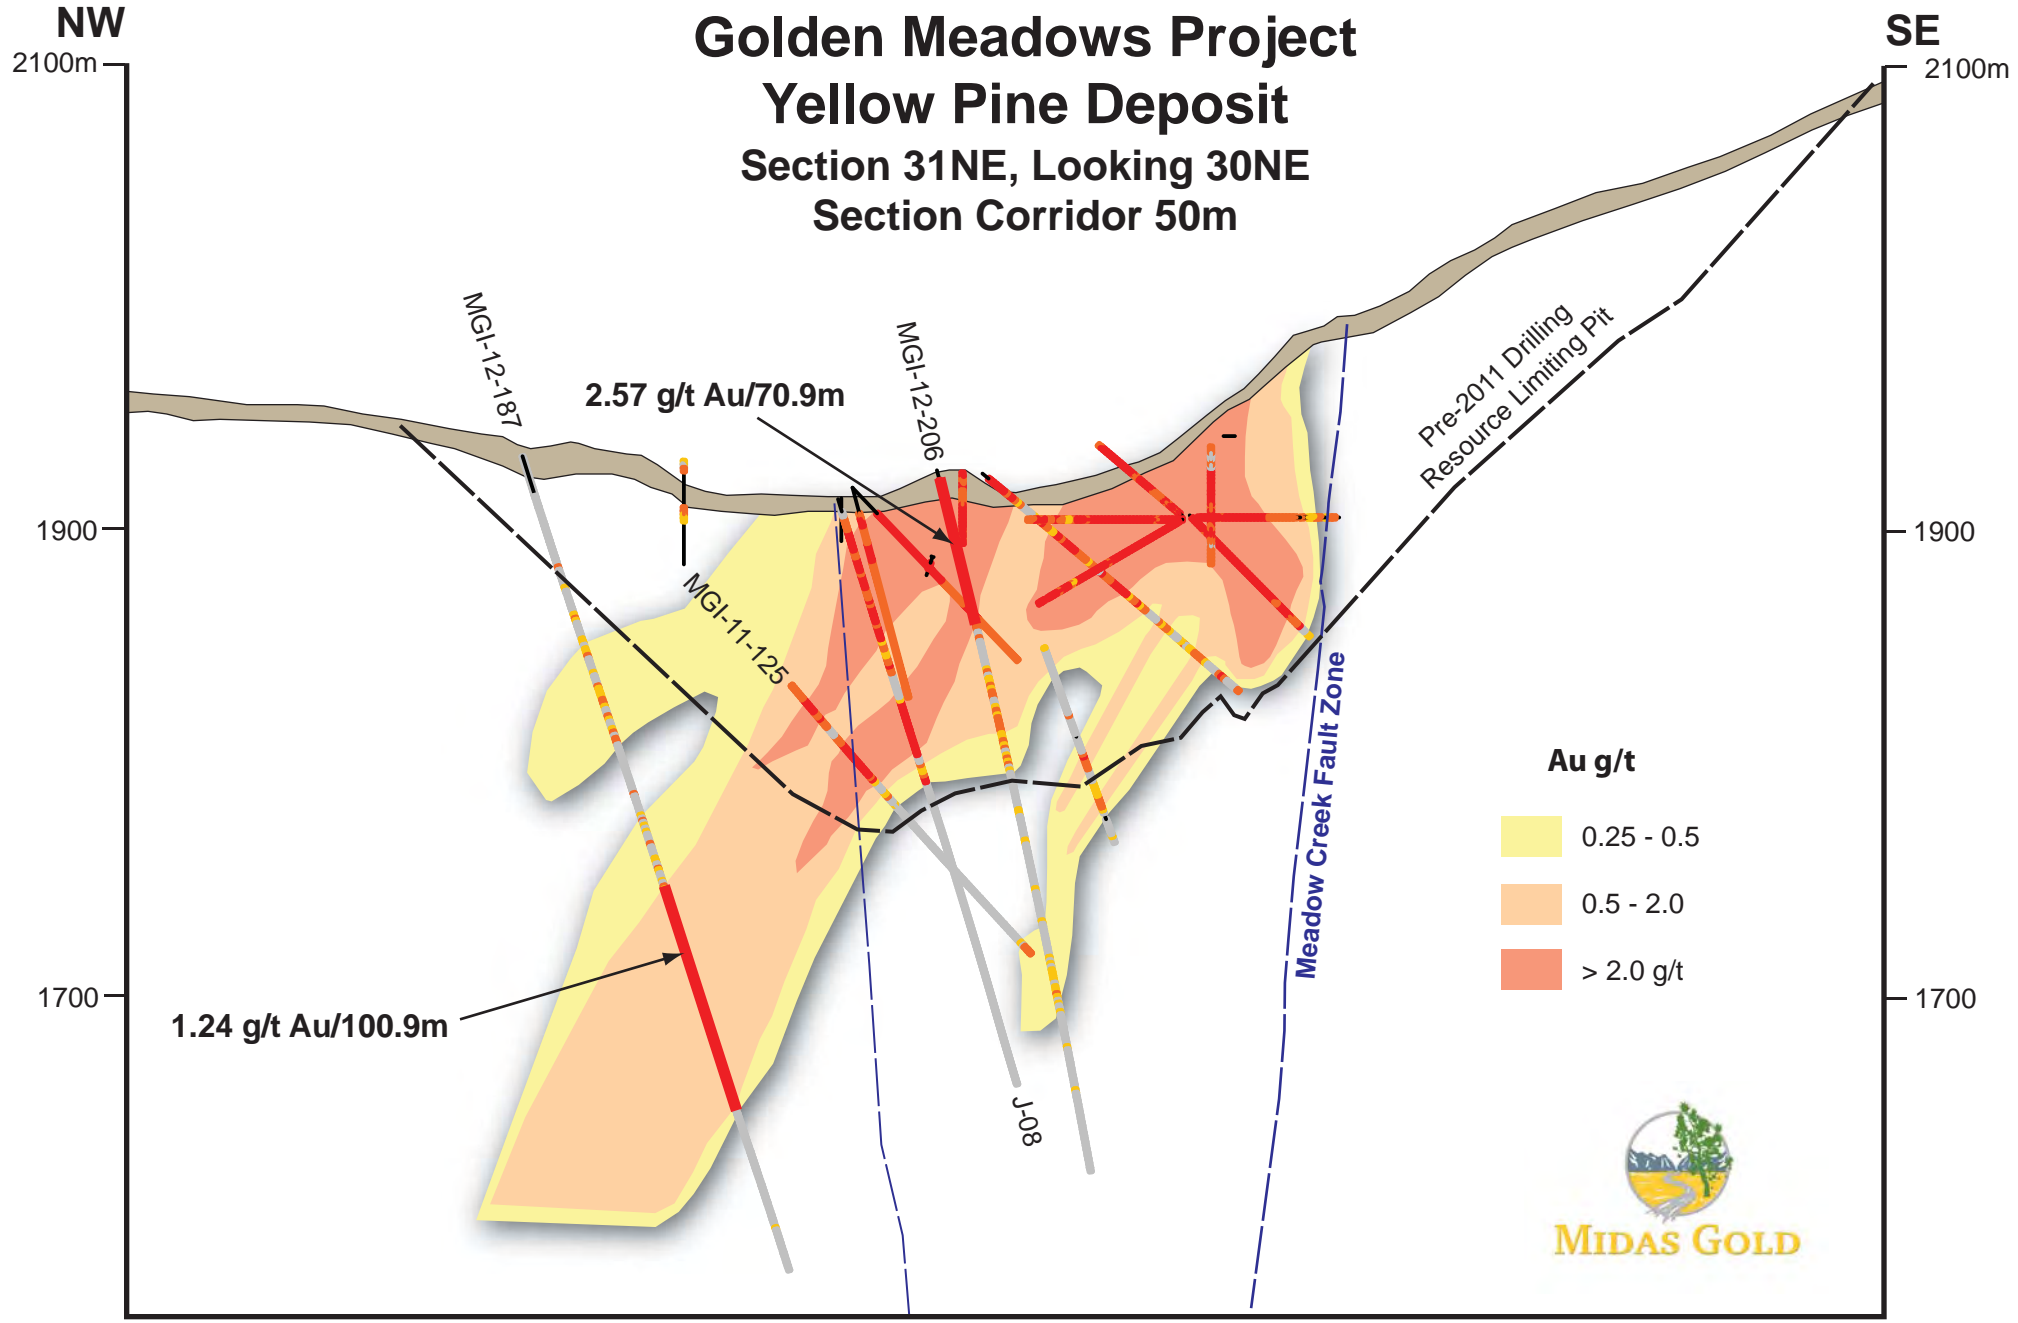 NW
Golden Meadows Project
SE
2100m
2100m
Yellow Pine Deposit
Section 31NE, Looking 30NE
Section Corridor 50m
MGI-12-187
MGI-12-206
2.57 g/t Au/70.9m
Pre-2011 Drilling
Resource Limiting Pit
1900
1900
MGI-11-125
Meadow Creek Fault Zone
Au g/t
0.25 - 0.5
0.5 - 2.0
> 2.0 g/t
1700
1700
1.24 g/t Au/100.9m
J-08
MIDAS GOLD